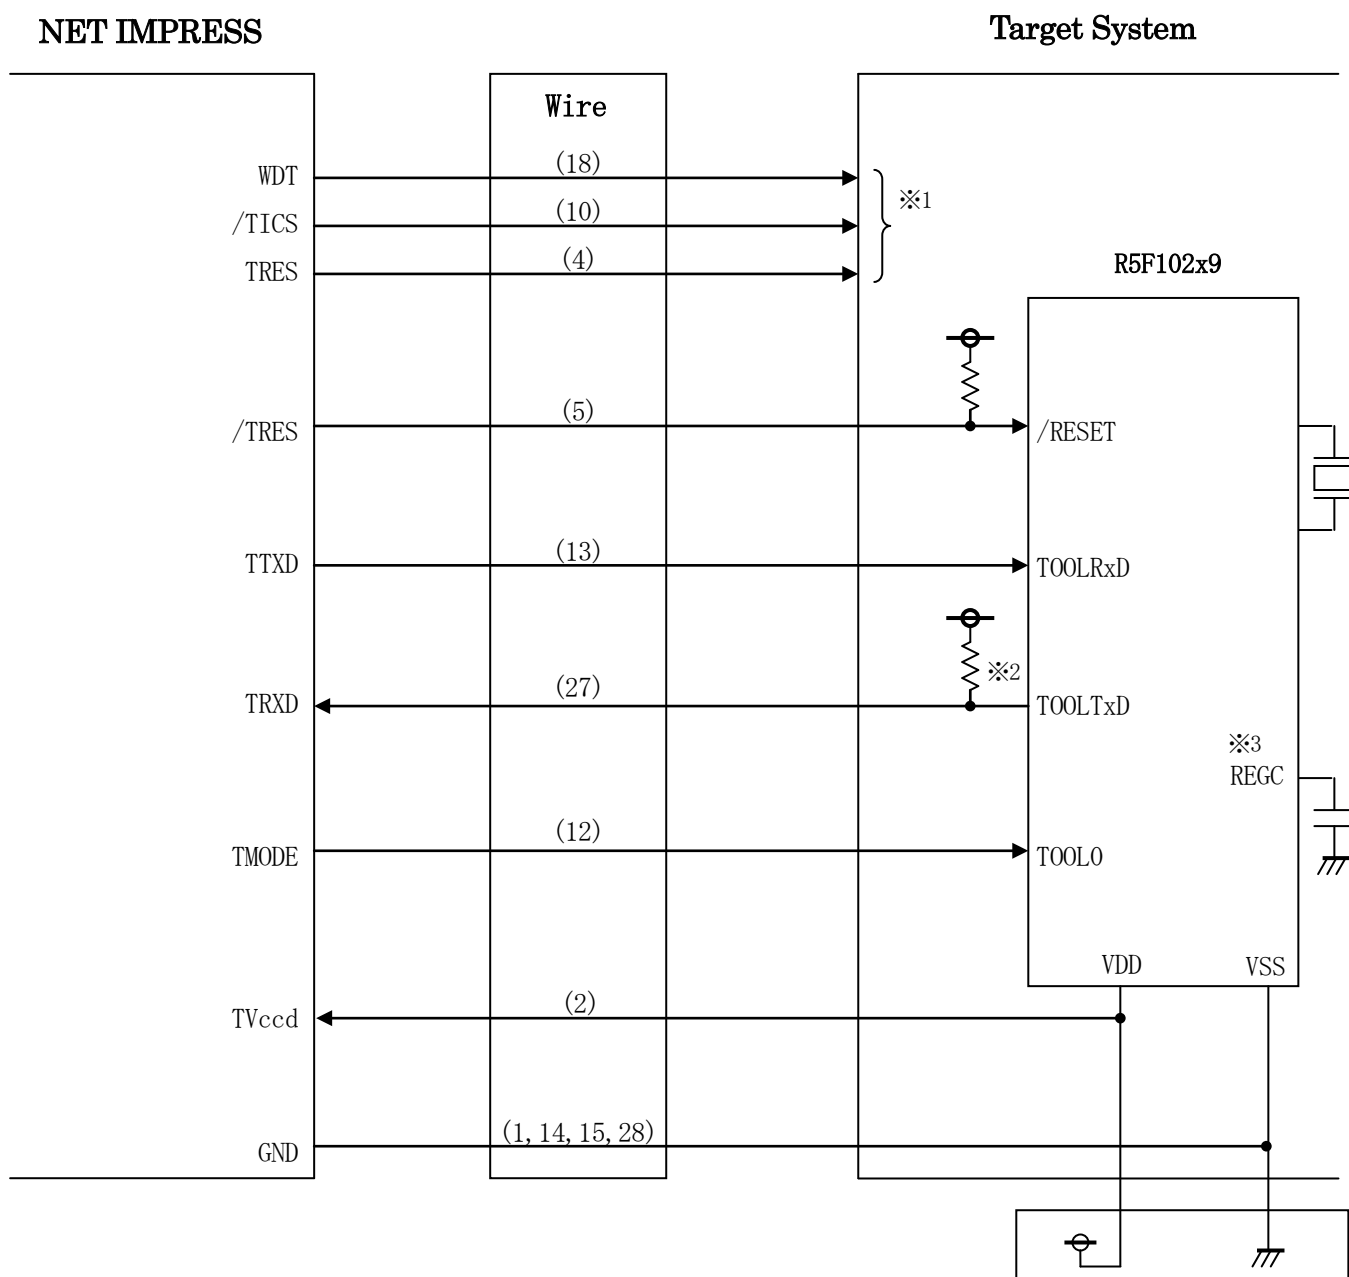 NET IMPRESS
Target System
Wire
WDT
(18)
※1
/TICS
(10)
TRES
(4)
R5F102x9
/TRES
(5)
/RESET
TTXD
(13)
TOOLRxD
※2
TRXD
(27)
TOOLTxD
※3
REGC
TMODE
(12)
TOOL0
VDD
VSS
TVccd
(2)
GND
(1,14,15,28)